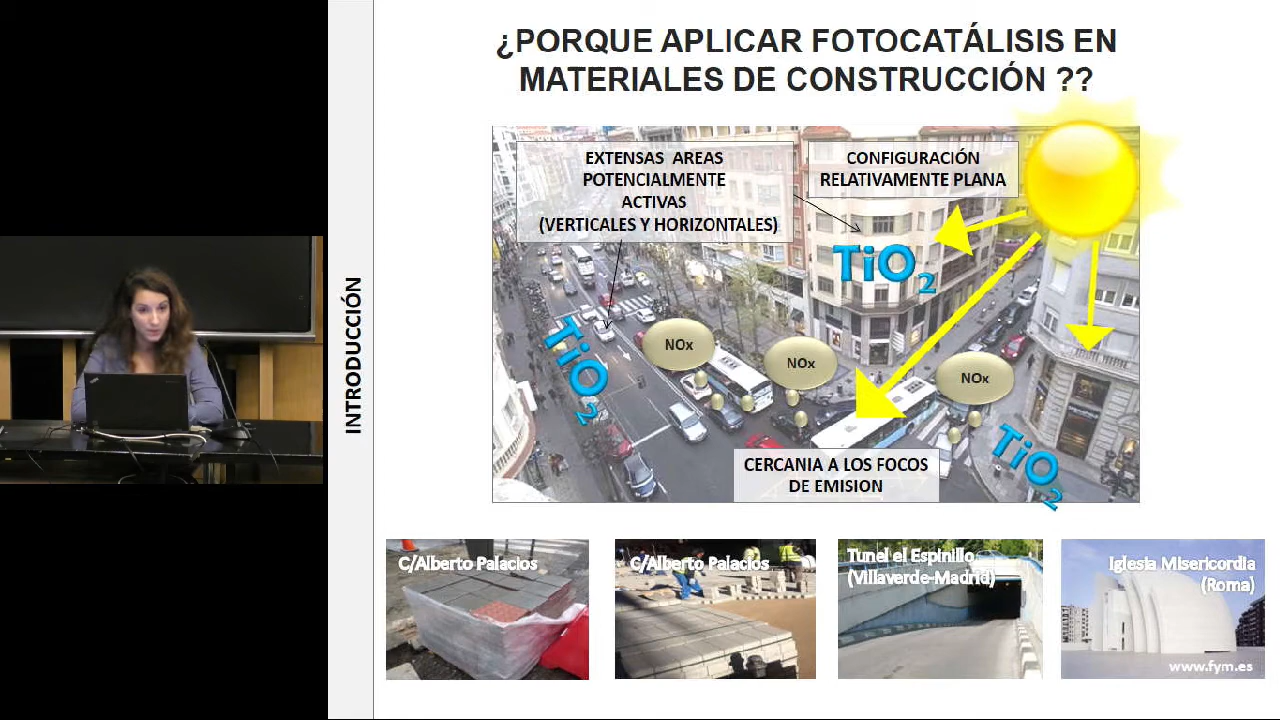 ¿PORQUE APLICAR FOTOCATÁLISIS EN
MATERIALES DE CONSTRUCCIÓN ??
INTRODUCCIÓN
EXTENSAS AREAS
POTENCIALMENTE
ACTIVAS
(VERTICALES Y HORIZONTALES)
CONFIGURACIÓN
RELATIVAMENTE PLANA
TiO2
TiO2
TiO2
NOx
NOx
NOx
CERCANIA A LOS FOCOS
DE EMISION
C/Alberto Palacios
C/Alberto Palacios
Tunel el Espinillo
(Villaverde-Madrid)
Iglesia Misericordia
(Roma)
www.fym.es